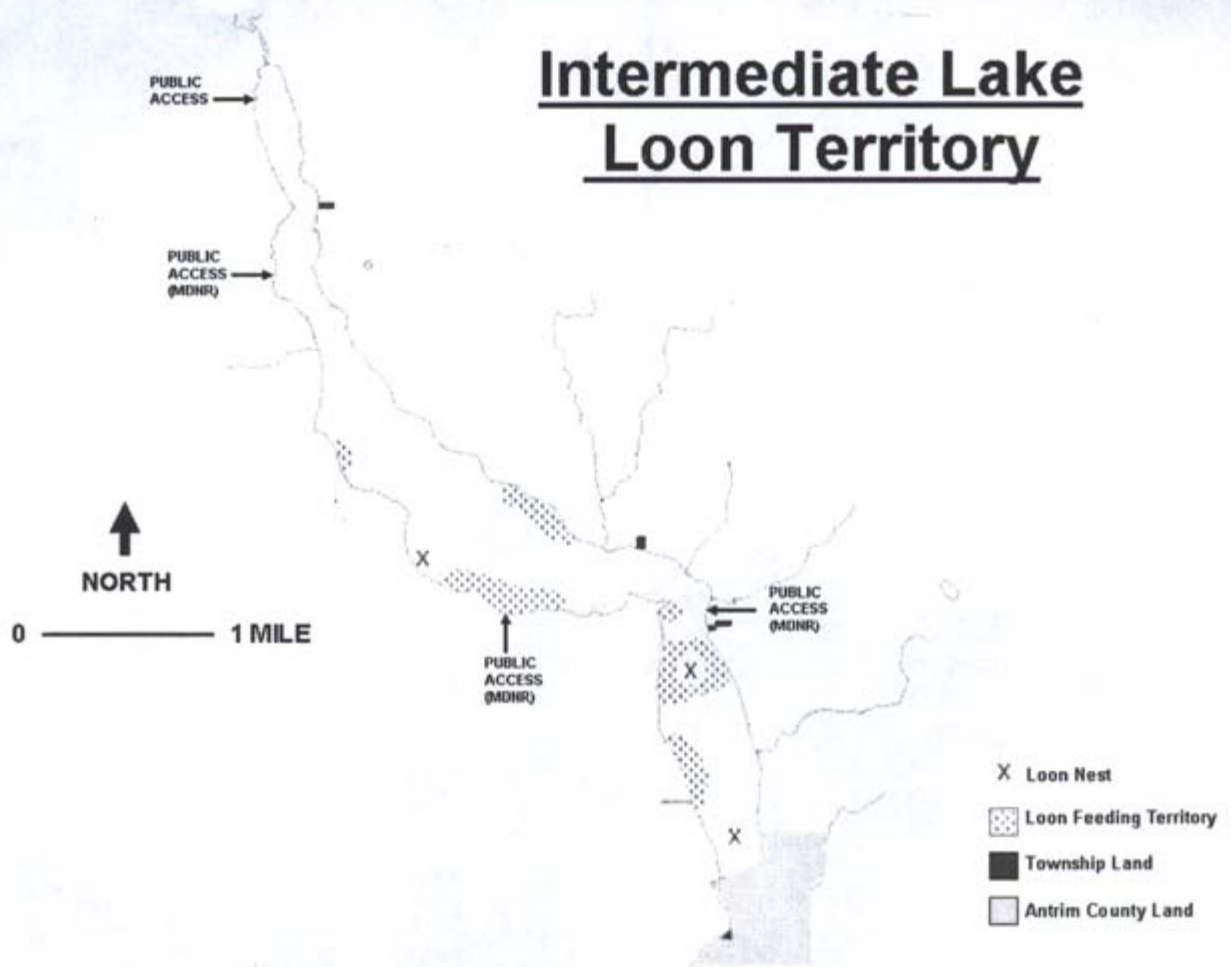 Intermediate Lake
Loon Territory
PUBLIC
ACCESS
PUBLIC
ACCESS
(MDNR)
NORTH
0 1 MILE
PUBLIC
ACCESS
(MDNR)
PUBLIC
ACCESS
(MDNR)
X
X
X
X Loon Nest
Loon Feeding Territory
Township Land
Antrim County Land